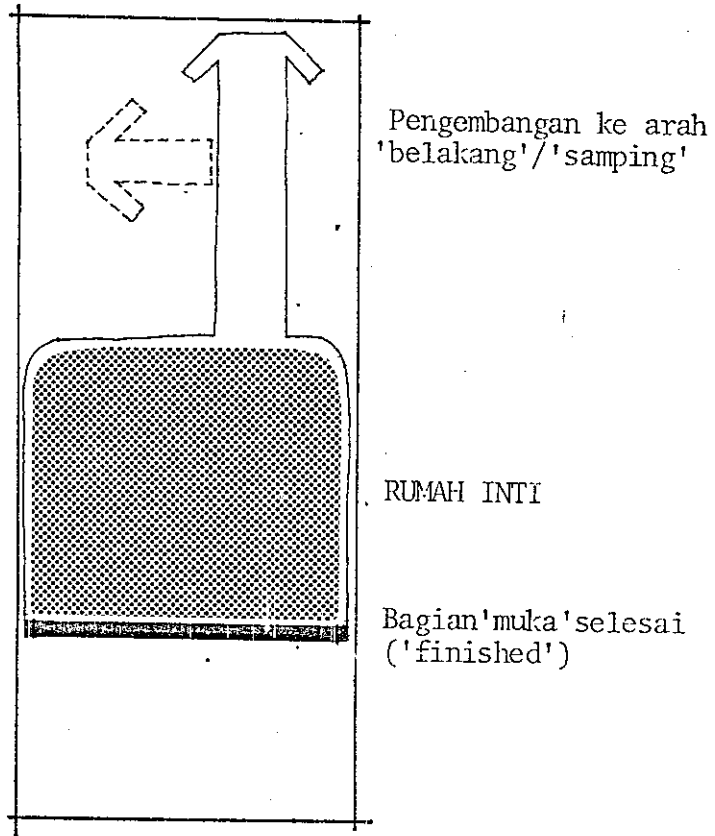 Pengembangan ke arah
'belakang'/'samping'
RUMAH INTI
Bagian'muka'selesai
('finished')